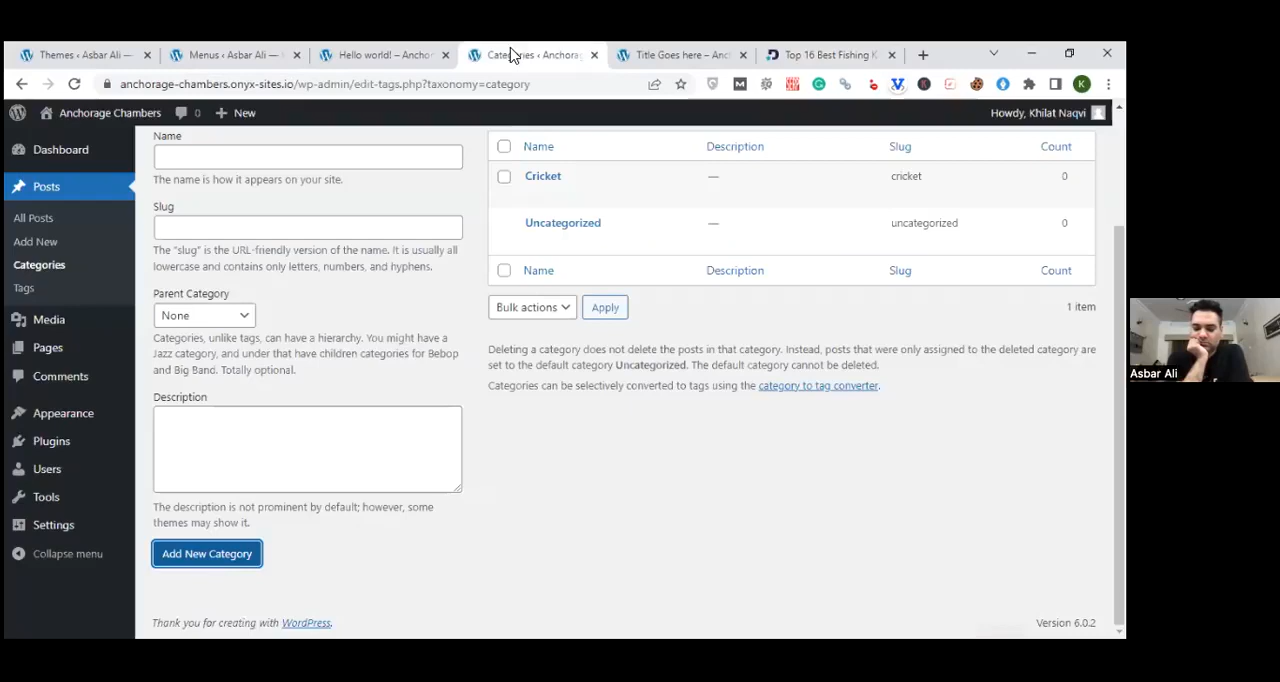 Themes ‹ Asbar Ali —
Menus ‹ Asbar Ali —
Hello world! – Anchor
Categories ‹ Anchorage
Title Goes here – Anc
Top 16 Best Fishing K
anchorage-chambers.onyx-sites.io/wp-admin/edit-tags.php?taxonomy=category
K
Anchorage Chambers
0
New
Howdy, Khilat Naqvi
Dashboard
Posts
All Posts
Add New
Categories
Tags
Media
Pages
Comments
Appearance
Plugins
Users
Tools
Settings
Collapse menu
Name
The name is how it appears on your site.
Slug
The “slug” is the URL-friendly version of the name. It is usually all
lowercase and contains only letters, numbers, and hyphens.
Parent Category
None
Categories, unlike tags, can have a hierarchy. You might have a
Jazz category, and under that have children categories for Bebop
and Big Band. Totally optional.
Description
The description is not prominent by default; however, some
themes may show it.
Add New Category
Name Description Slug Count
Cricket — cricket 0
Uncategorized — uncategorized 0
Name Description Slug Count
Bulk actions Apply 1 item
Deleting a category does not delete the posts in that category. Instead, posts that were only assigned to the deleted category are
set to the default category Uncategorized. The default category cannot be deleted.
Categories can be selectively converted to tags using the category to tag converter.
Thank you for creating with WordPress.
Version 6.0.2
Asbar Ali